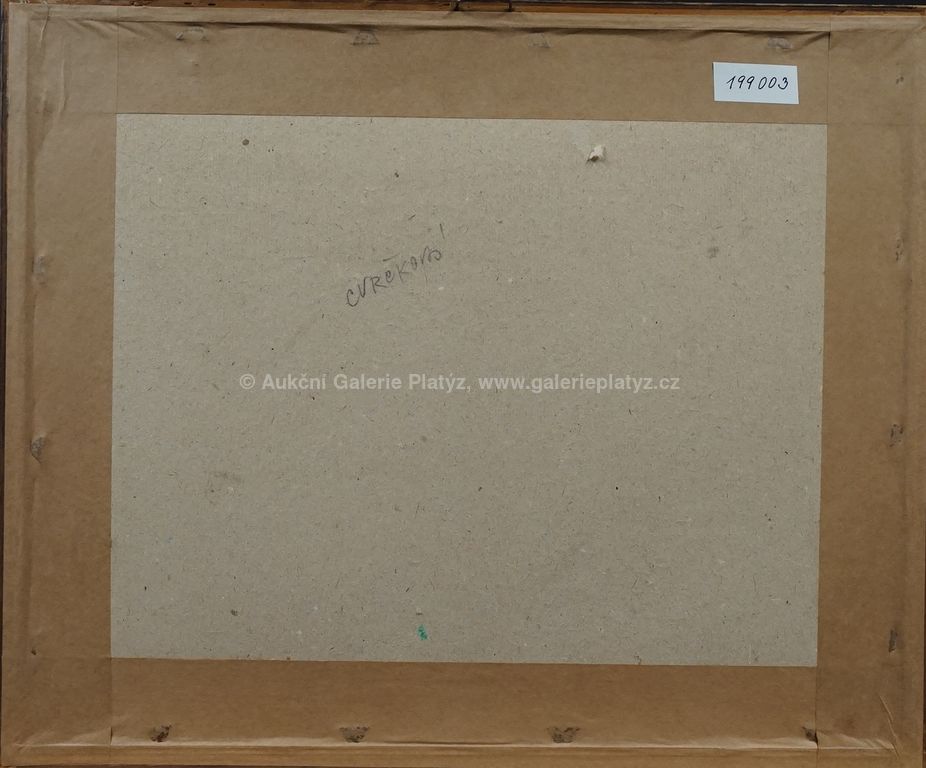 199003
CVRČKOVÁ
© Aukční Galerie Platýz, www.galerieplatyz.cz